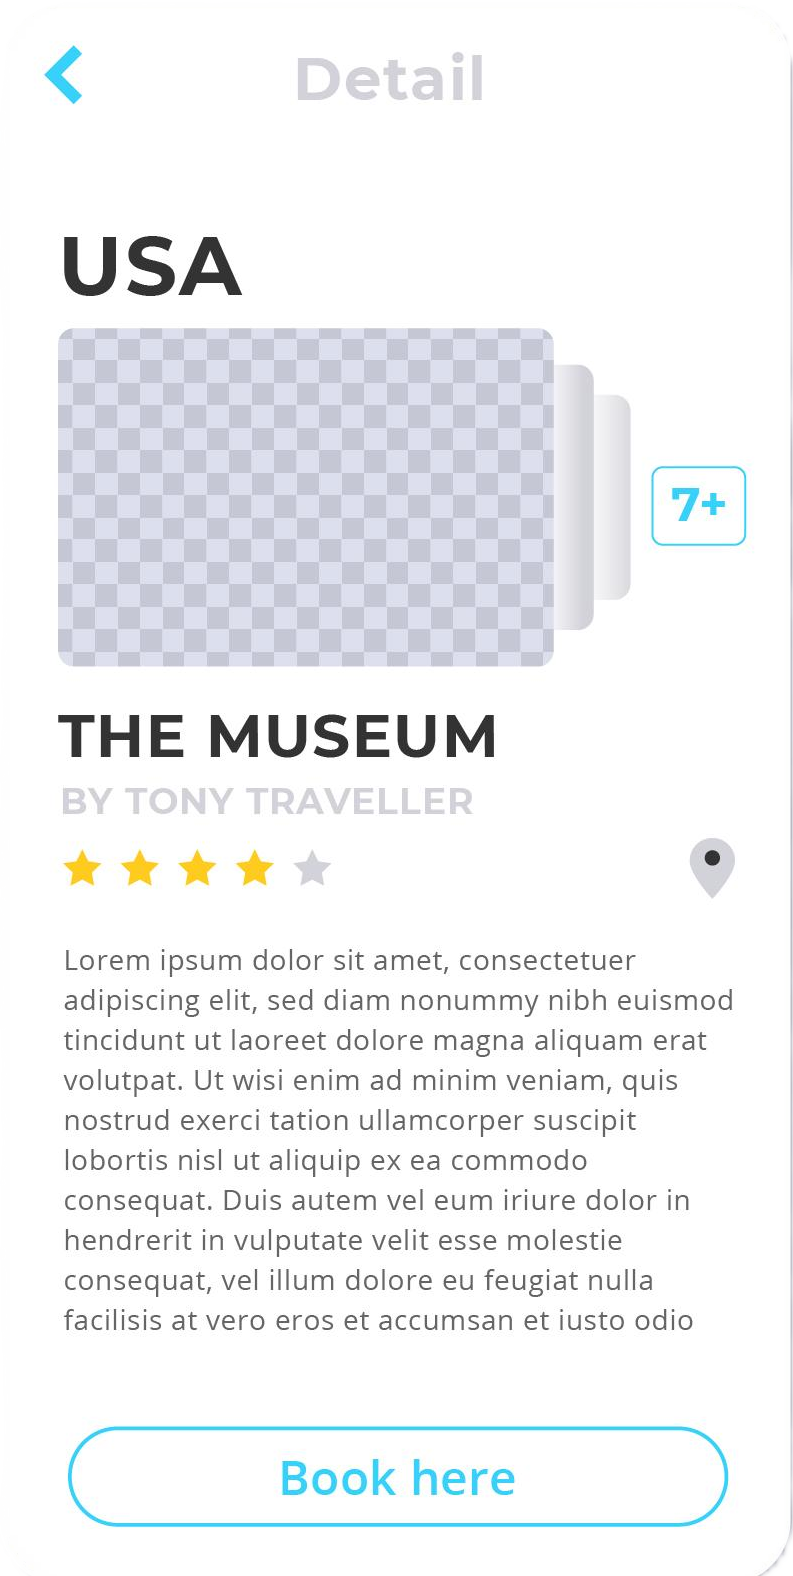 Detail
USA
7+
THE MUSEUM
BY TONY TRAVELLER
Lorem ipsum dolor sit amet, consectetuer
adipiscing elit, sed diam nonummy nibh euismod
tincidunt ut laoreet dolore magna aliquam erat
volutpat. Ut wisi enim ad minim veniam, quis
nostrud exerci tation ullamcorper suscipit
lobortis nisl ut aliquip ex ea commodo
consequat. Duis autem vel eum iriure dolor in
hendrerit in vulputate velit esse molestie
consequat, vel illum dolore eu feugiat nulla
facilisis at vero eros et accumsan et iusto odio
Book here